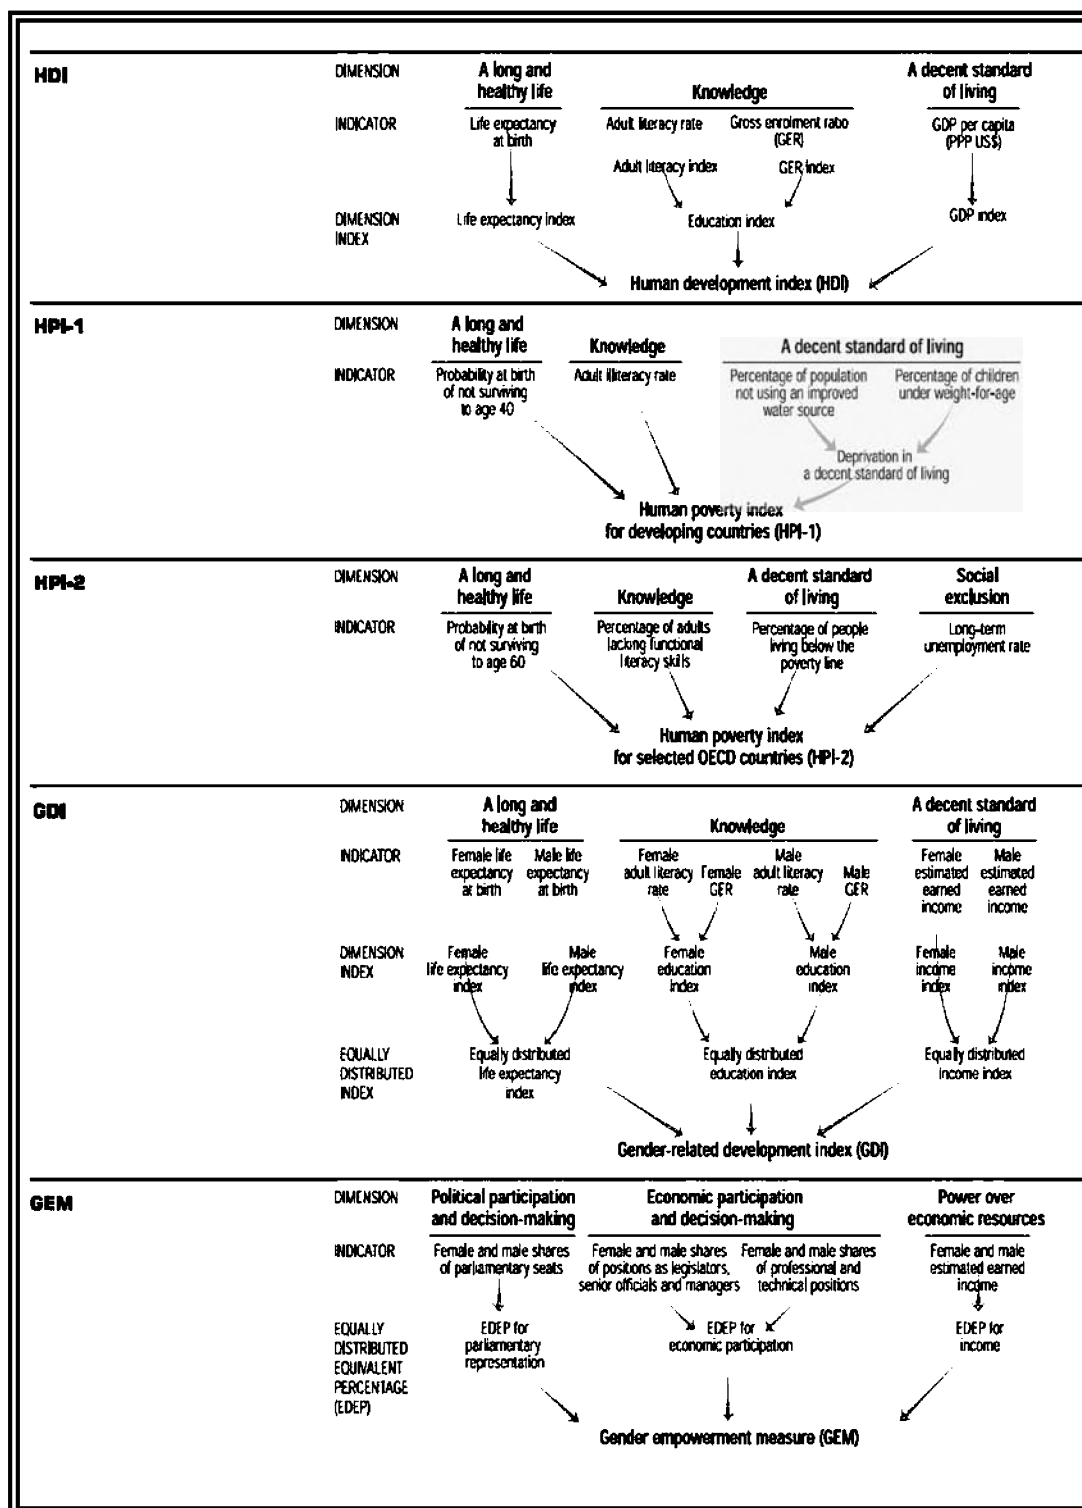 HDI
DIMENSION
A long and
healthy life
Knowledge
A decent standard
of living
INDICATOR
Life expectancy
at birth
Adult literacy rate
Gross enrolment ratio
(GER)
GDP per capita
(PPP US$)
Adult literacy index
GER index
DIMENSION
INDEX
Life expectancy index
Education index
GDP index
Human development index (HDI)
HPI-1
DIMENSION
A long and
healthy life
Knowledge
A decent standard of living
INDICATOR
Probability at birth
of not surviving
to age 40
Adult illiteracy rate
Percentage of population
not using an improved
water source
Percentage of children
under weight-for-age
Deprivation in
a decent standard of living
Human poverty index
for developing countries (HPI-1)
HPI-2
DIMENSION
A long and
healthy life
Knowledge
A decent standard
of living
Social
exclusion
INDICATOR
Probability at birth
of not surviving
to age 60
Percentage of adults
lacking functional
literacy skills
Percentage of people
living below the
poverty line
Long-term
unemployment rate
Human poverty index
for selected OECD countries (HPI-2)
GDI
DIMENSION
A long and
healthy life
Knowledge
A decent standard
of living
INDICATOR
Female life
expectancy
at birth
Male life
expectancy
at birth
Female
adult literacy
rate
Female
GER
Male
adult literacy
rate
Male
GER
Female
estimated
earned
income
Male
estimated
earned
income
DIMENSION
INDEX
Female
life expectancy
index
Male
life expectancy
index
Female
education
index
Male
education
index
Female
income
index
Male
income
index
EQUALLY
DISTRIBUTED
INDEX
Equally distributed
life expectancy
index
Equally distributed
education index
Equally distributed
income index
Gender-related development index (GDI)
GEM
DIMENSION
Political participation
and decision-making
Economic participation
and decision-making
Power over
economic resources
INDICATOR
Female and male shares
of parliamentary seats
Female and male shares
of positions as legislators,
senior officials and managers
Female and male shares
of professional and
technical positions
Female and male
estimated earned
income
EQUALLY
DISTRIBUTED
EQUIVALENT
PERCENTAGE
(EDEP)
EDEP for
parliamentary
representation
EDEP for
economic participation
EDEP for
income
Gender empowerment measure (GEM)